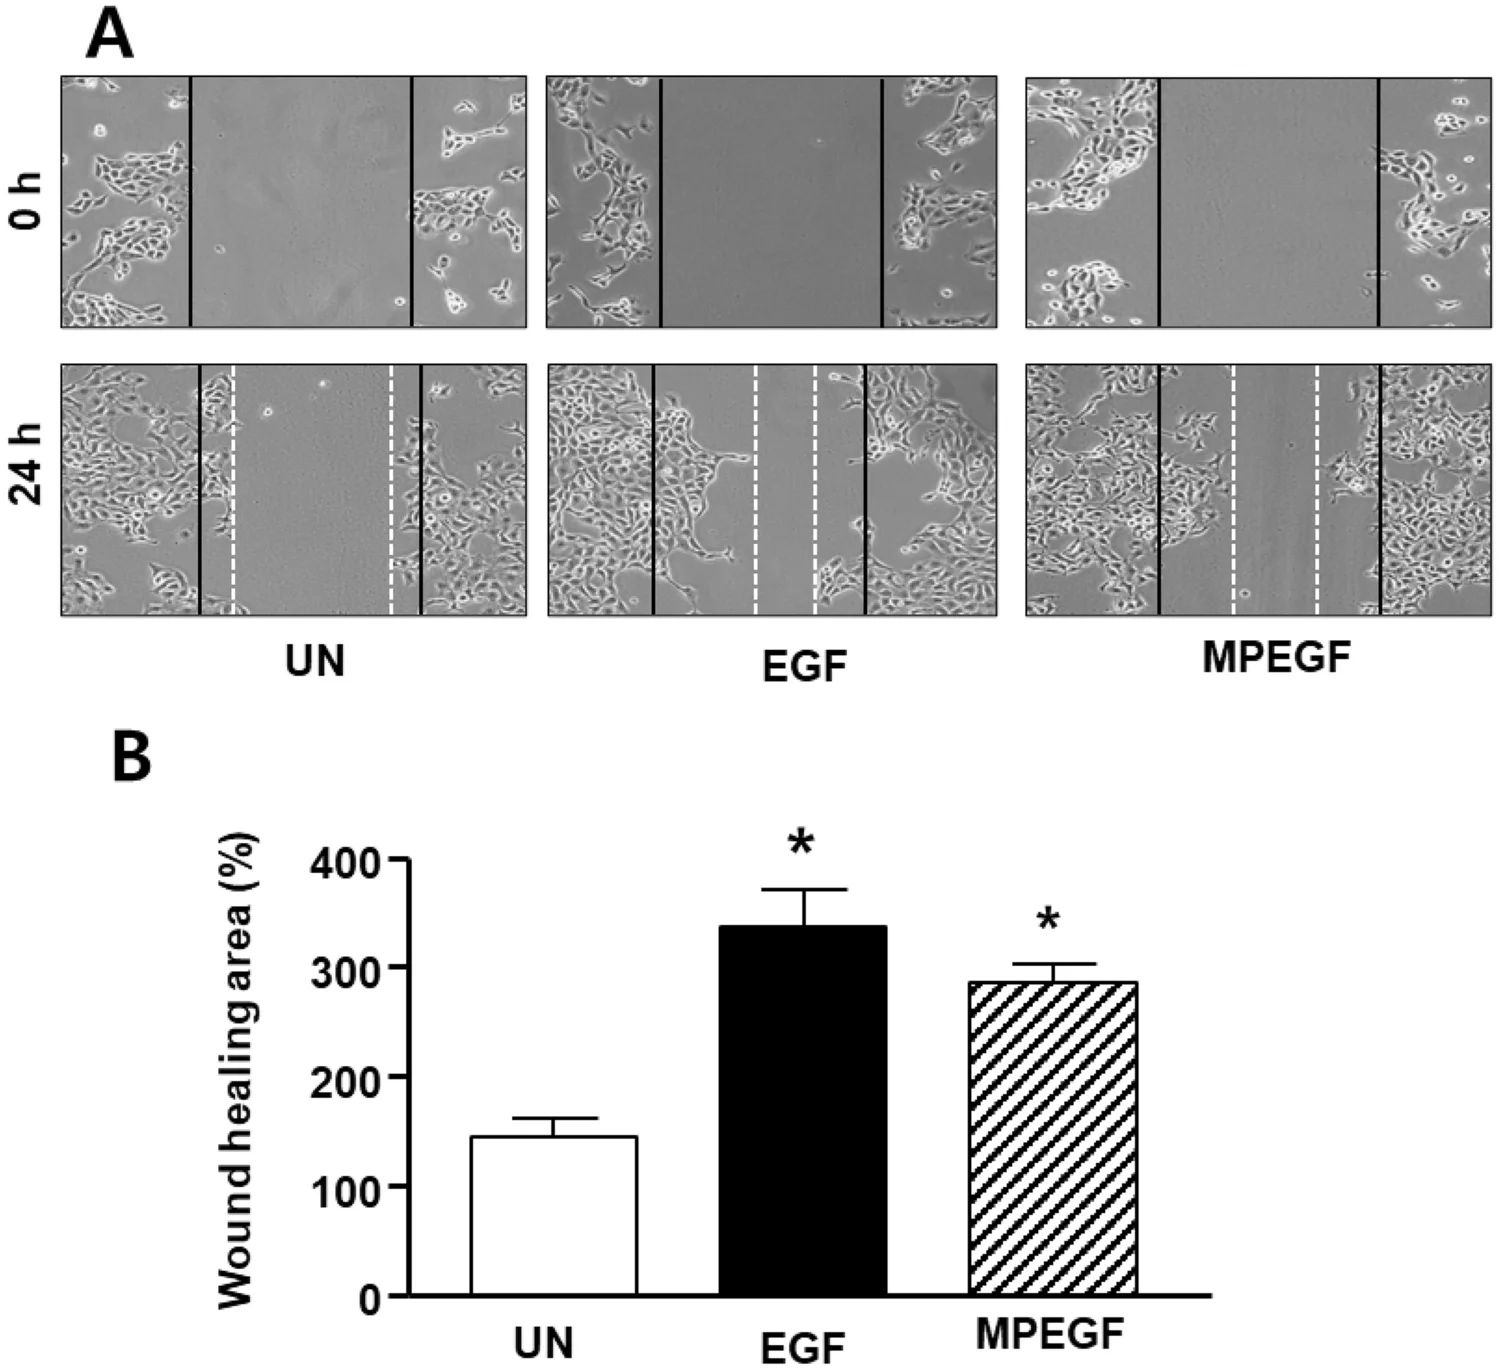 A
0 h
24 h
UN
EGF
MPEGF
B
Wound healing area (%)
400
300
200
100
0
*
*
UN
EGF
MPEGF